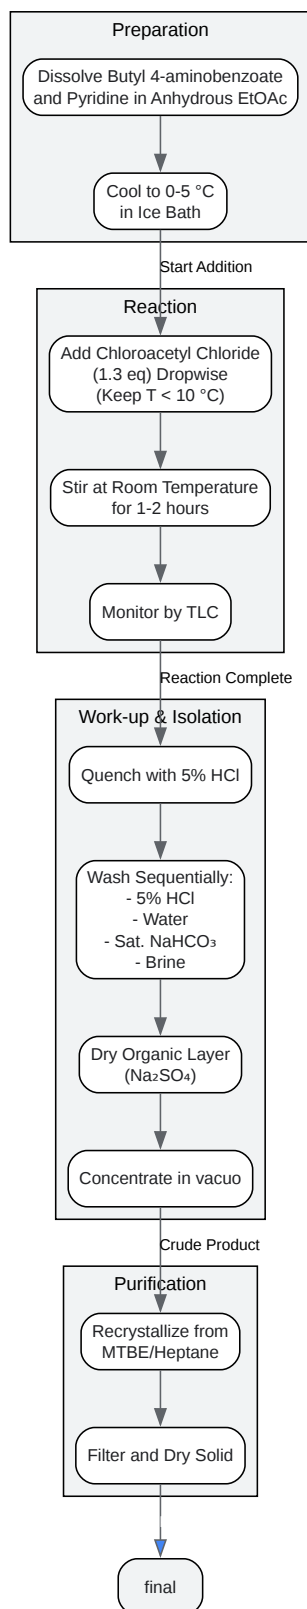 Preparation
Dissolve Butyl 4-aminobenzoate
and Pyridine in Anhydrous EtOAc
Cool to 0-5 °C
in Ice Bath
Start Addition
Reaction
Add Chloroacetyl Chloride
(1.3 eq) Dropwise
(Keep T < 10 °C)
Stir at Room Temperature
for 1-2 hours
Monitor by TLC
Reaction Complete
Work-up & Isolation
Quench with 5% HCl
Wash Sequentially:
- 5% HCl
- Water
- Sat. NaHCO₃
- Brine
Dry Organic Layer
(Na₂SO₄)
Concentrate in vacuo
Crude Product
Purification
Recrystallize from
MTBE/Heptane
Filter and Dry Solid
final